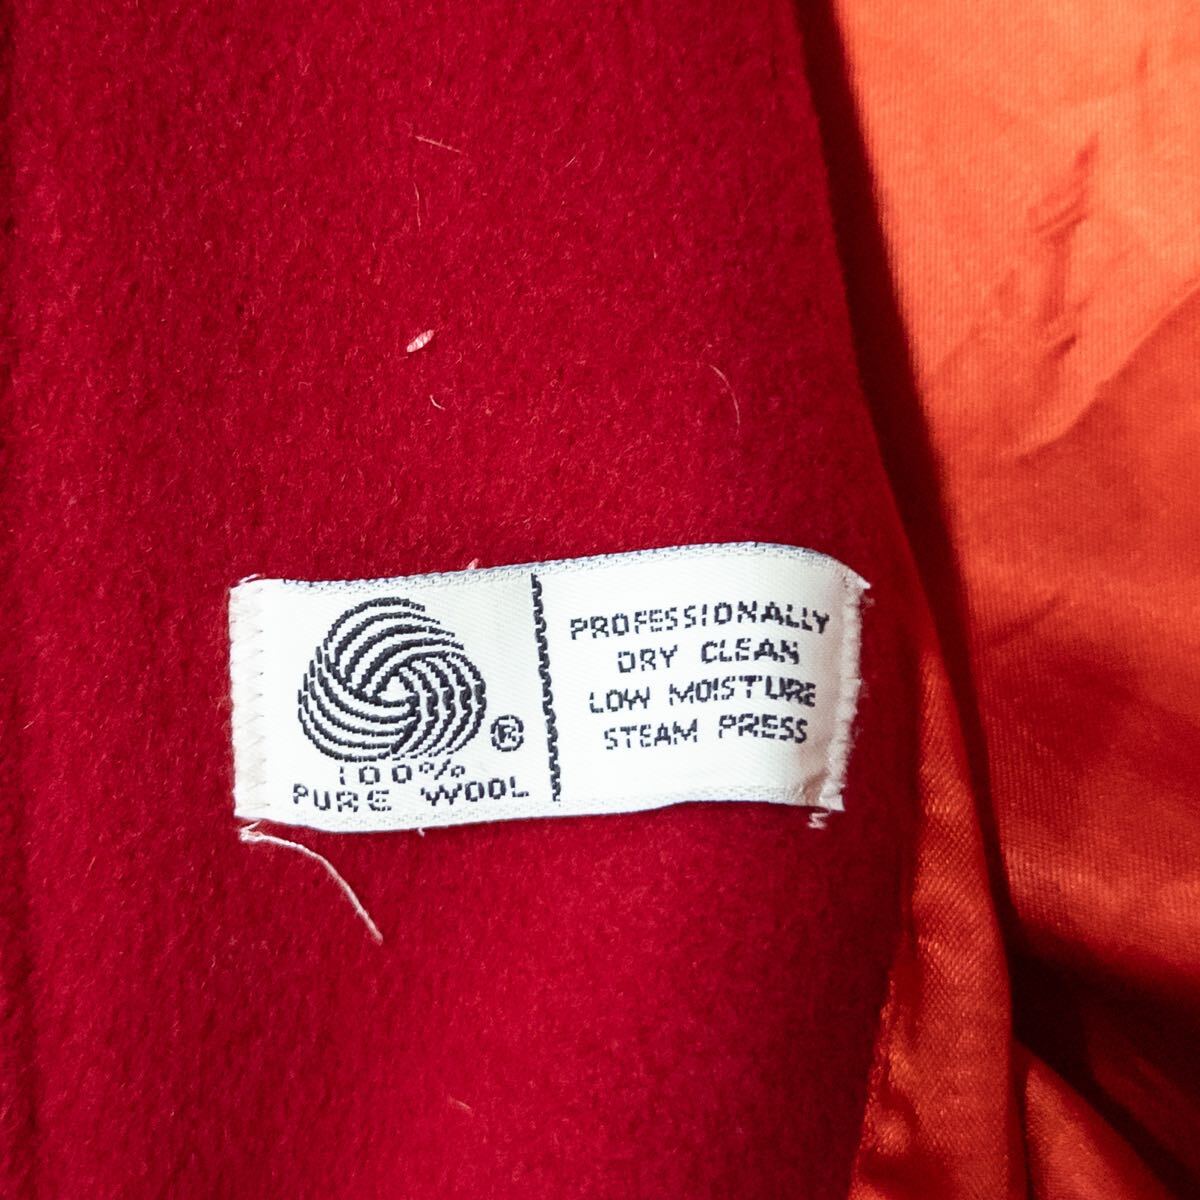 ®
100%
PURE WOOL
PROFESSIONALLY
DRY CLEAN
LOW MOISTURE
STEAM PRESS